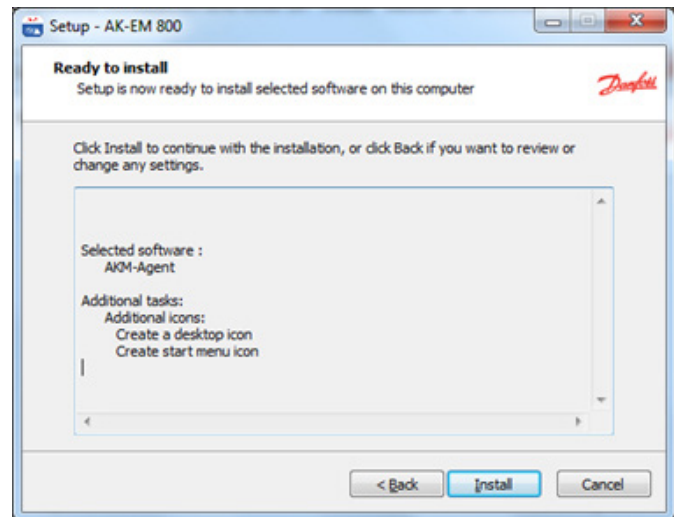 Setup - AK-EM 800
Ready to install
Setup is now ready to install selected software on this computer
Danfoss
Click Install to continue with the installation, or click Back if you want to review or
change any settings.
Selected software :
AKM-Agent
Additional tasks:
Additional icons:
Create a desktop icon
Create start menu icon
< Back
Install
Cancel